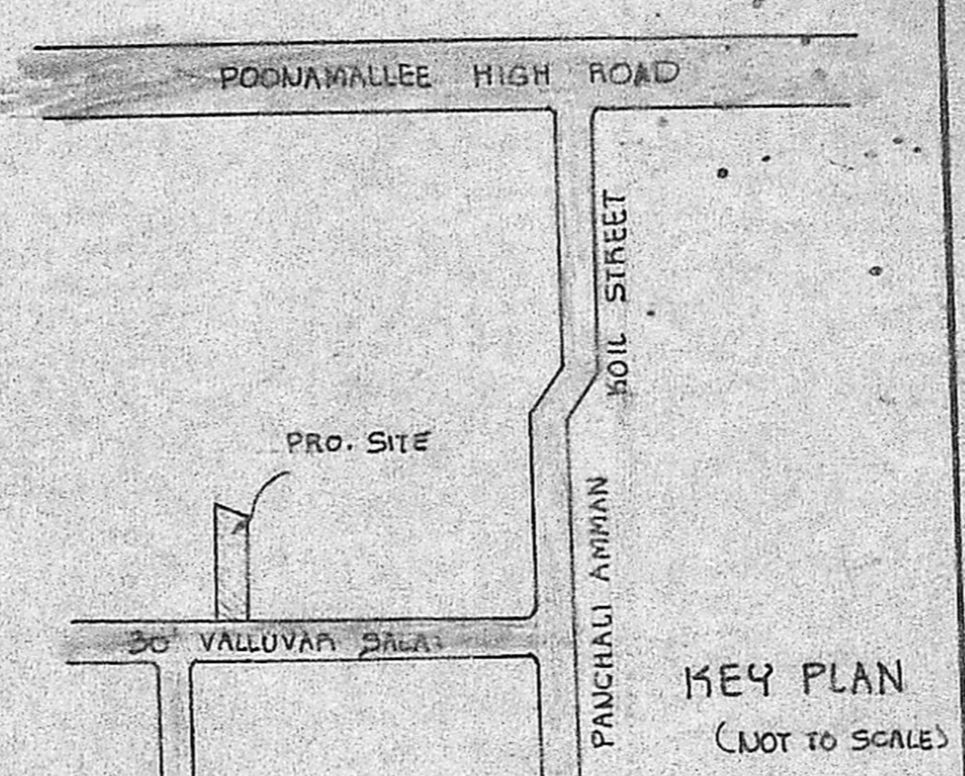 POONAMALLEE HIGH ROAD
PANCHALI AMMAN KOIL STREET
PRO. SITE
30' VALLUVAR SALAI
KEY PLAN
(NOT TO SCALE)